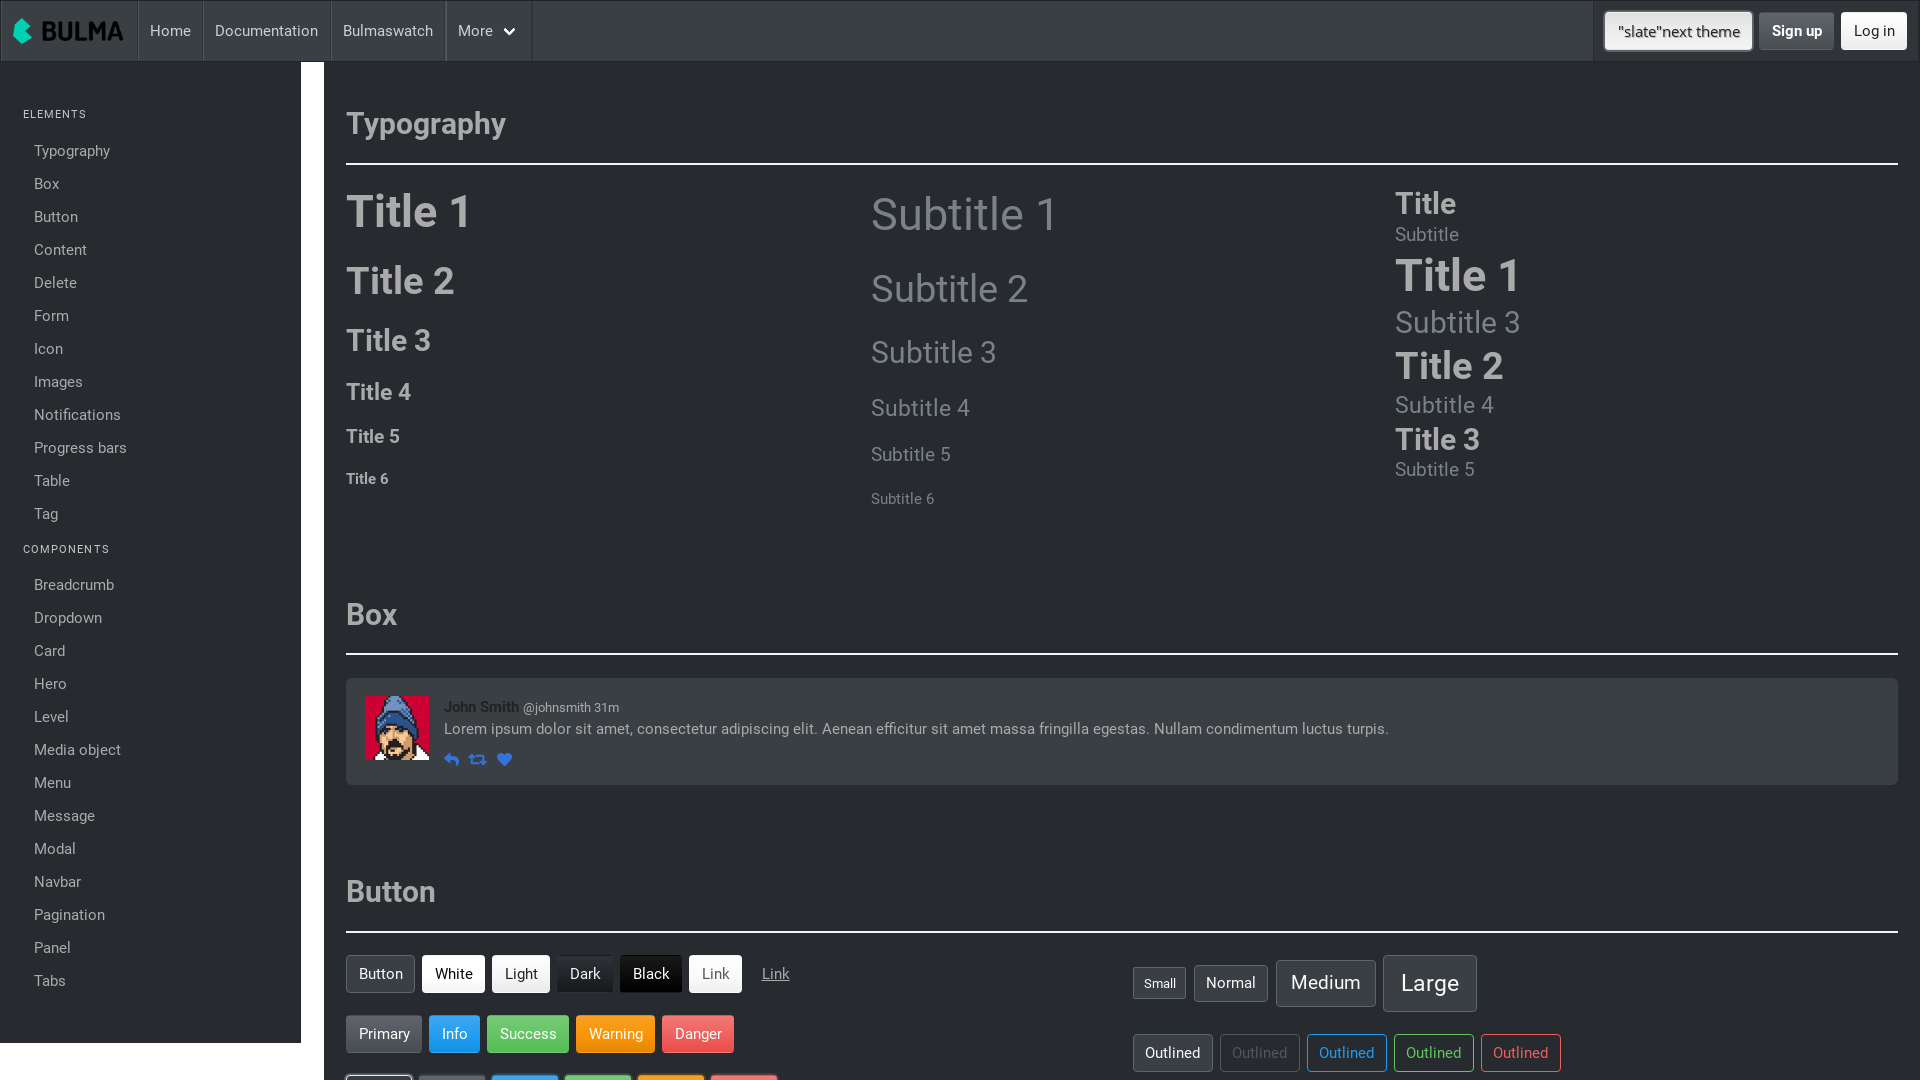 BULMA Home Documentation Bulmaswatch More "slate"next theme Sign up Log in
ELEMENTS
Typography
Box
Button
Content
Delete
Form
Icon
Images
Notifications
Progress bars
Table
Tag
COMPONENTS
Breadcrumb
Dropdown
Card
Hero
Level
Media object
Menu
Message
Modal
Navbar
Pagination
Panel
Tabs
Typography
Title 1
Title 2
Title 3
Title 4
Title 5
Title 6
Subtitle 1
Subtitle 2
Subtitle 3
Subtitle 4
Subtitle 5
Subtitle 6
Title
Subtitle
Title 1
Subtitle 3
Title 2
Subtitle 4
Title 3
Subtitle 5
Box
John Smith @johnsmith 31m
Lorem ipsum dolor sit amet, consectetur adipiscing elit. Aenean efficitur sit amet massa fringilla egestas. Nullam condimentum luctus turpis.
Button
Button White Light Dark Black Link Link
Primary Info Success Warning Danger
Small Normal Medium Large
Outlined Outlined Outlined Outlined Outlined